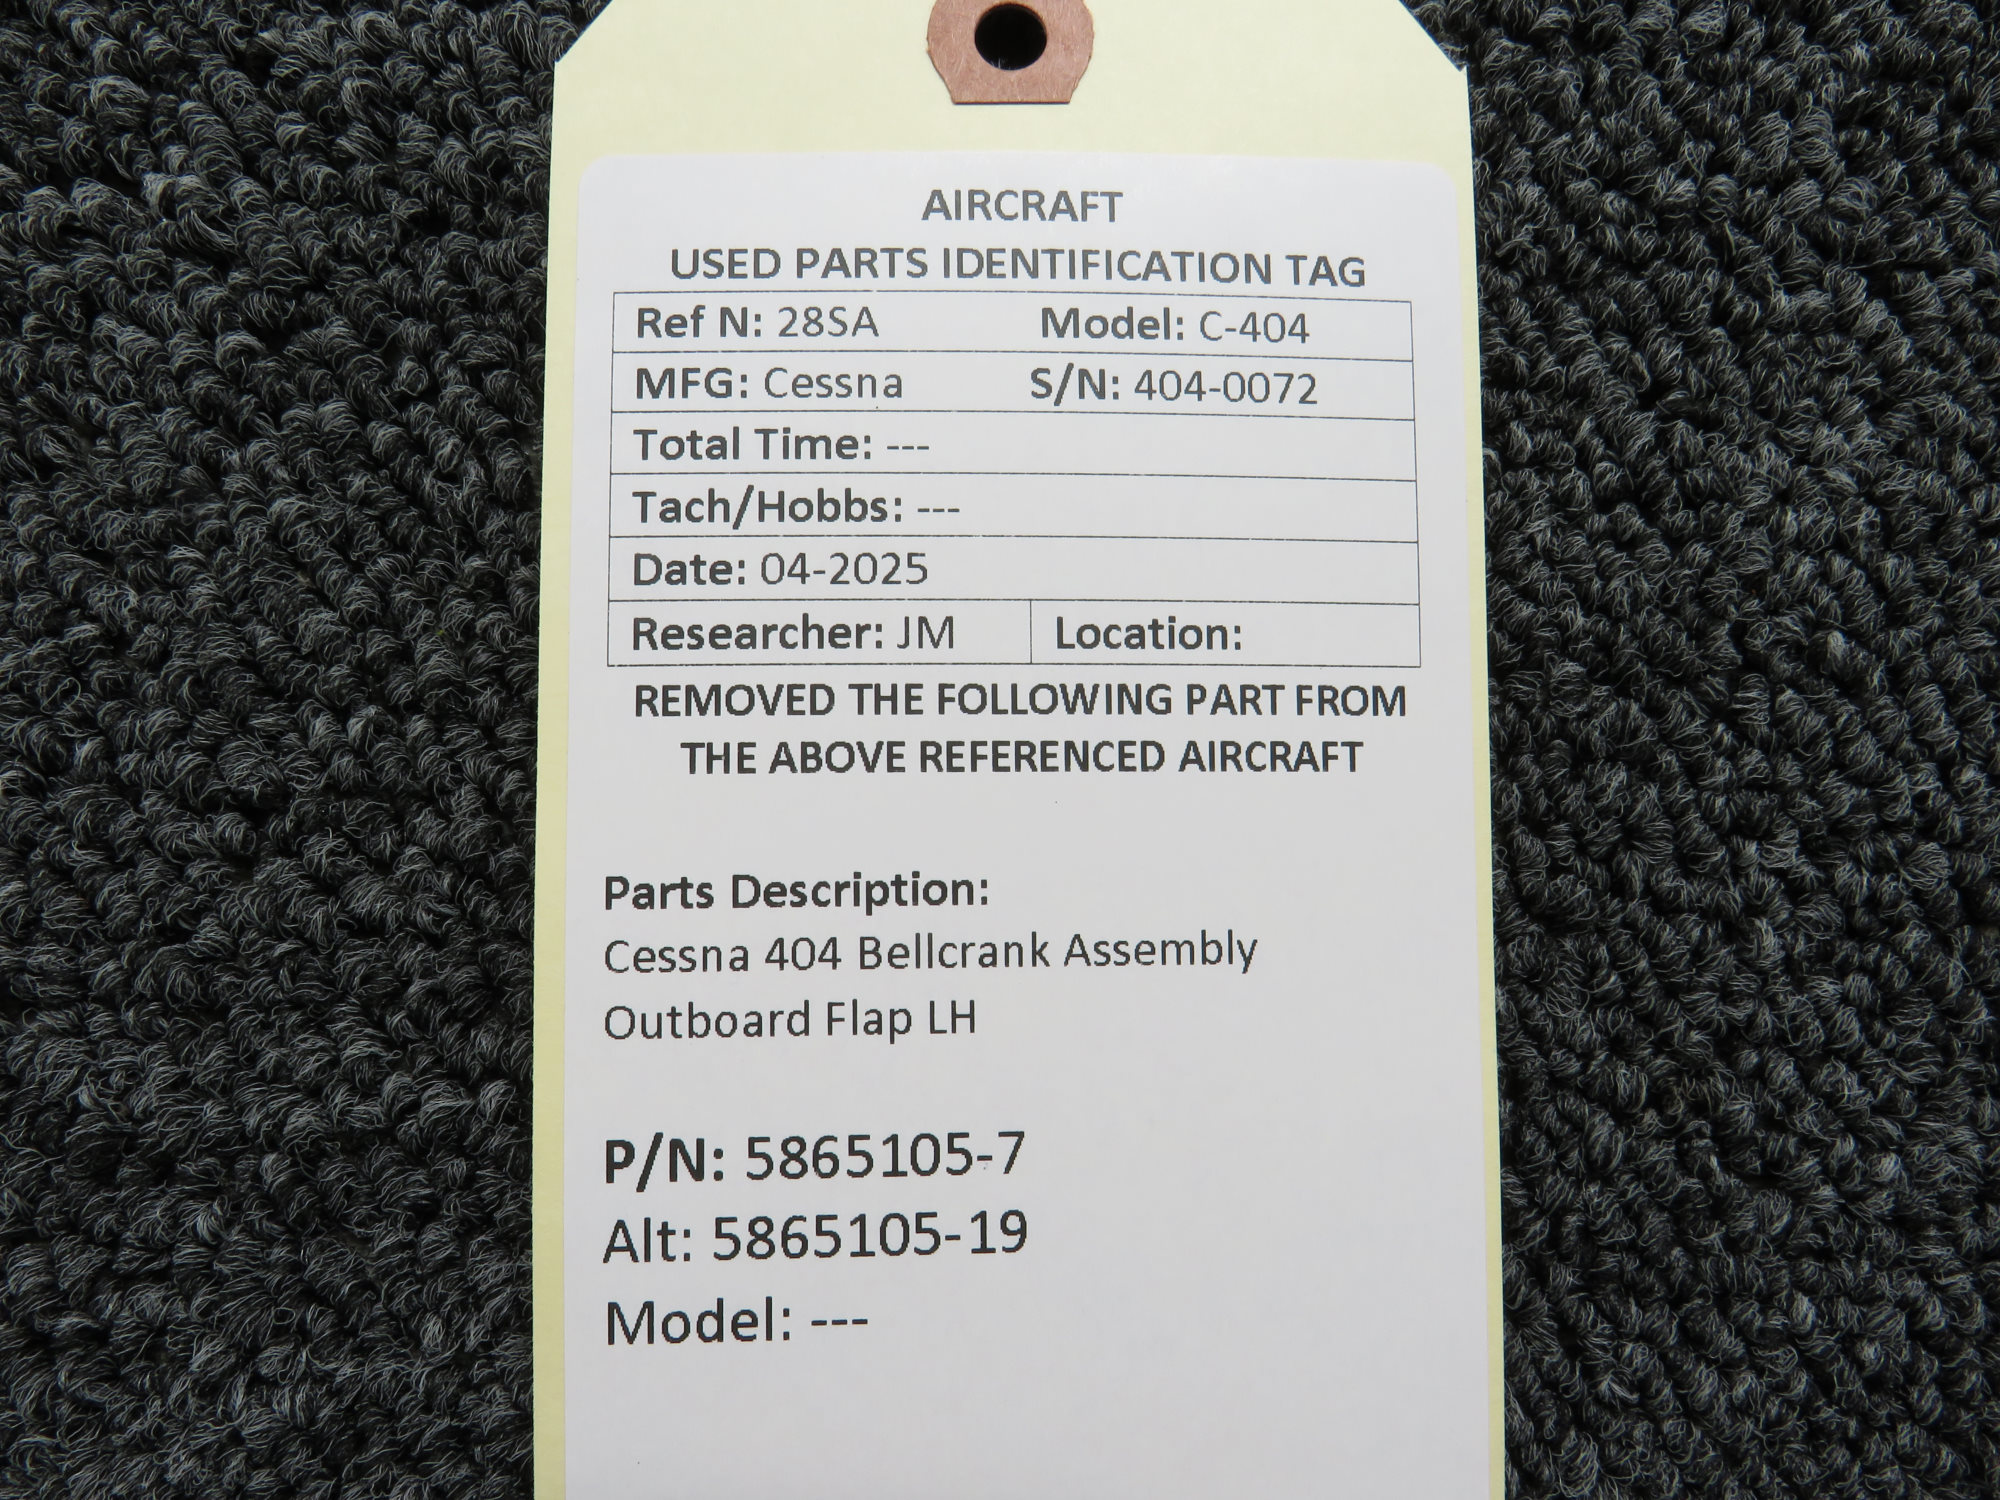 AIRCRAFT
USED PARTS IDENTIFICATION TAG
Ref N: 28SA Model: C-404
MFG: Cessna S/N: 404-0072
Total Time: ---
Tach/Hobbs: ---
Date: 04-2025
Researcher: JM Location:
REMOVED THE FOLLOWING PART FROM
THE ABOVE REFERENCED AIRCRAFT
Parts Description:
Cessna 404 Bellcrank Assembly
Outboard Flap LH
P/N: 5865105-7
Alt: 5865105-19
Model: ---